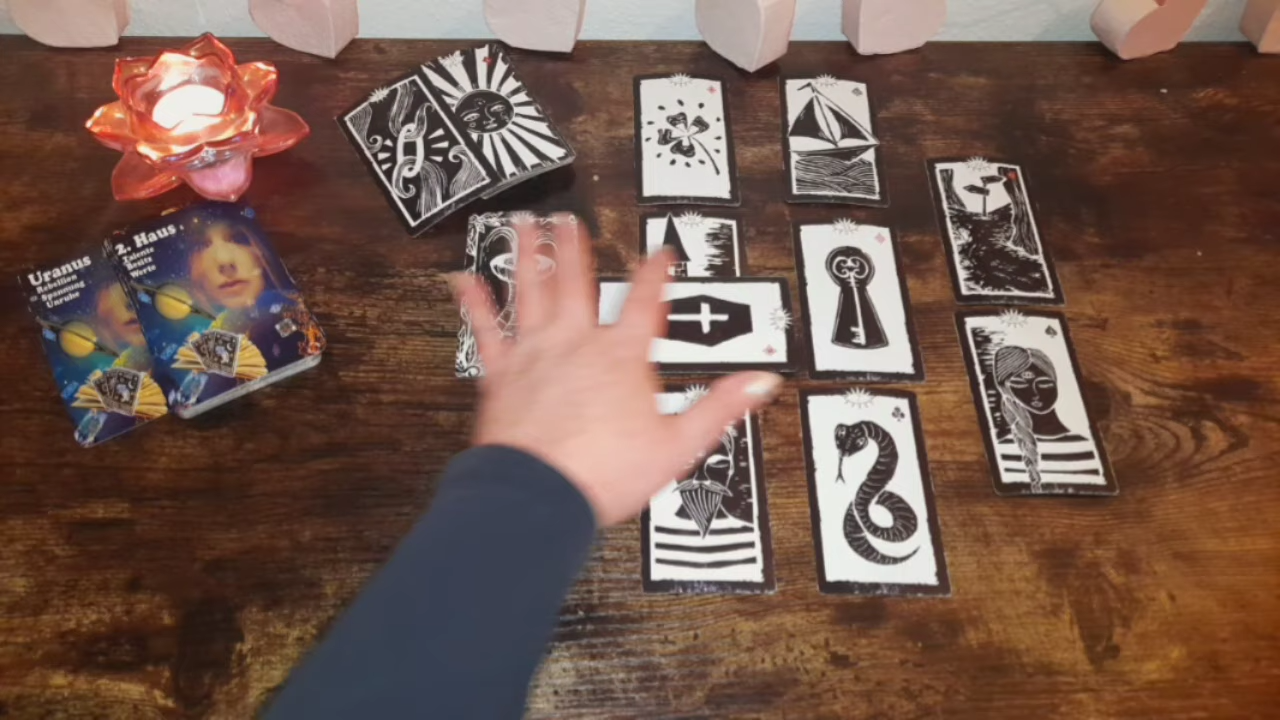 Uranus
Rebellion
Spannung
Unruhe
2. Haus
Talente
Besitz
Werte